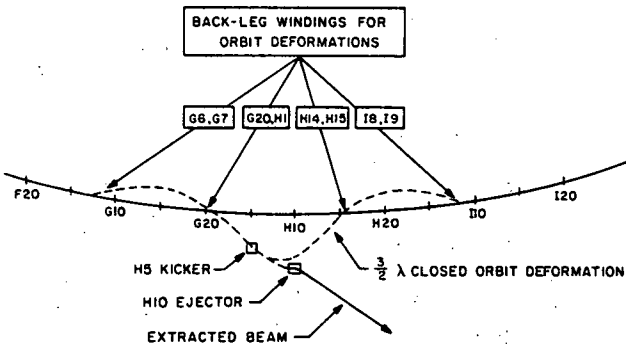 BACK-LEG WINDINGS FOR
ORBIT DEFORMATIONS
G6,G7 G20,H1 H14,H15 I8,I9
F20 G10 G20 H10 H20 I10 I20
H5 KICKER
3/2 λ CLOSED ORBIT DEFORMATION
H10 EJECTOR
EXTRACTED BEAM